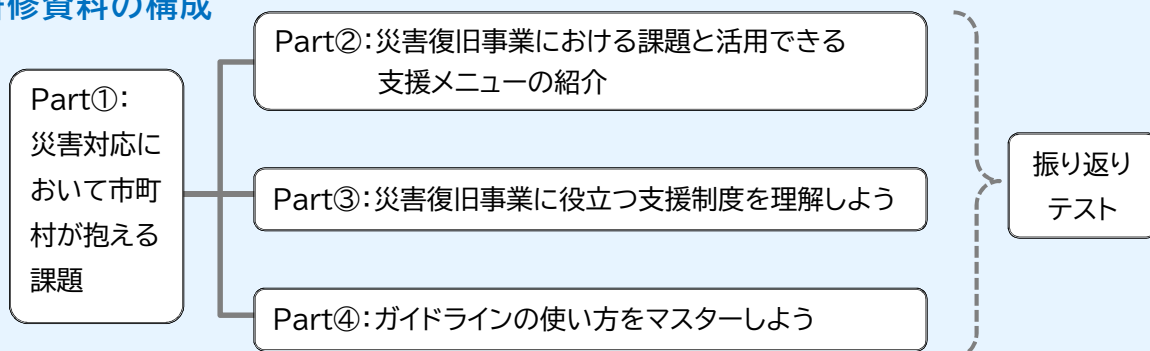 研修資料の構成
Part①:
災害対応に
おいて市町
村が抱える
課題
Part②:災害復旧事業における課題と活用できる
支援メニューの紹介
Part③:災害復旧事業に役立つ支援制度を理解しよう
Part④:ガイドラインの使い方をマスターしよう
振り返り
テスト